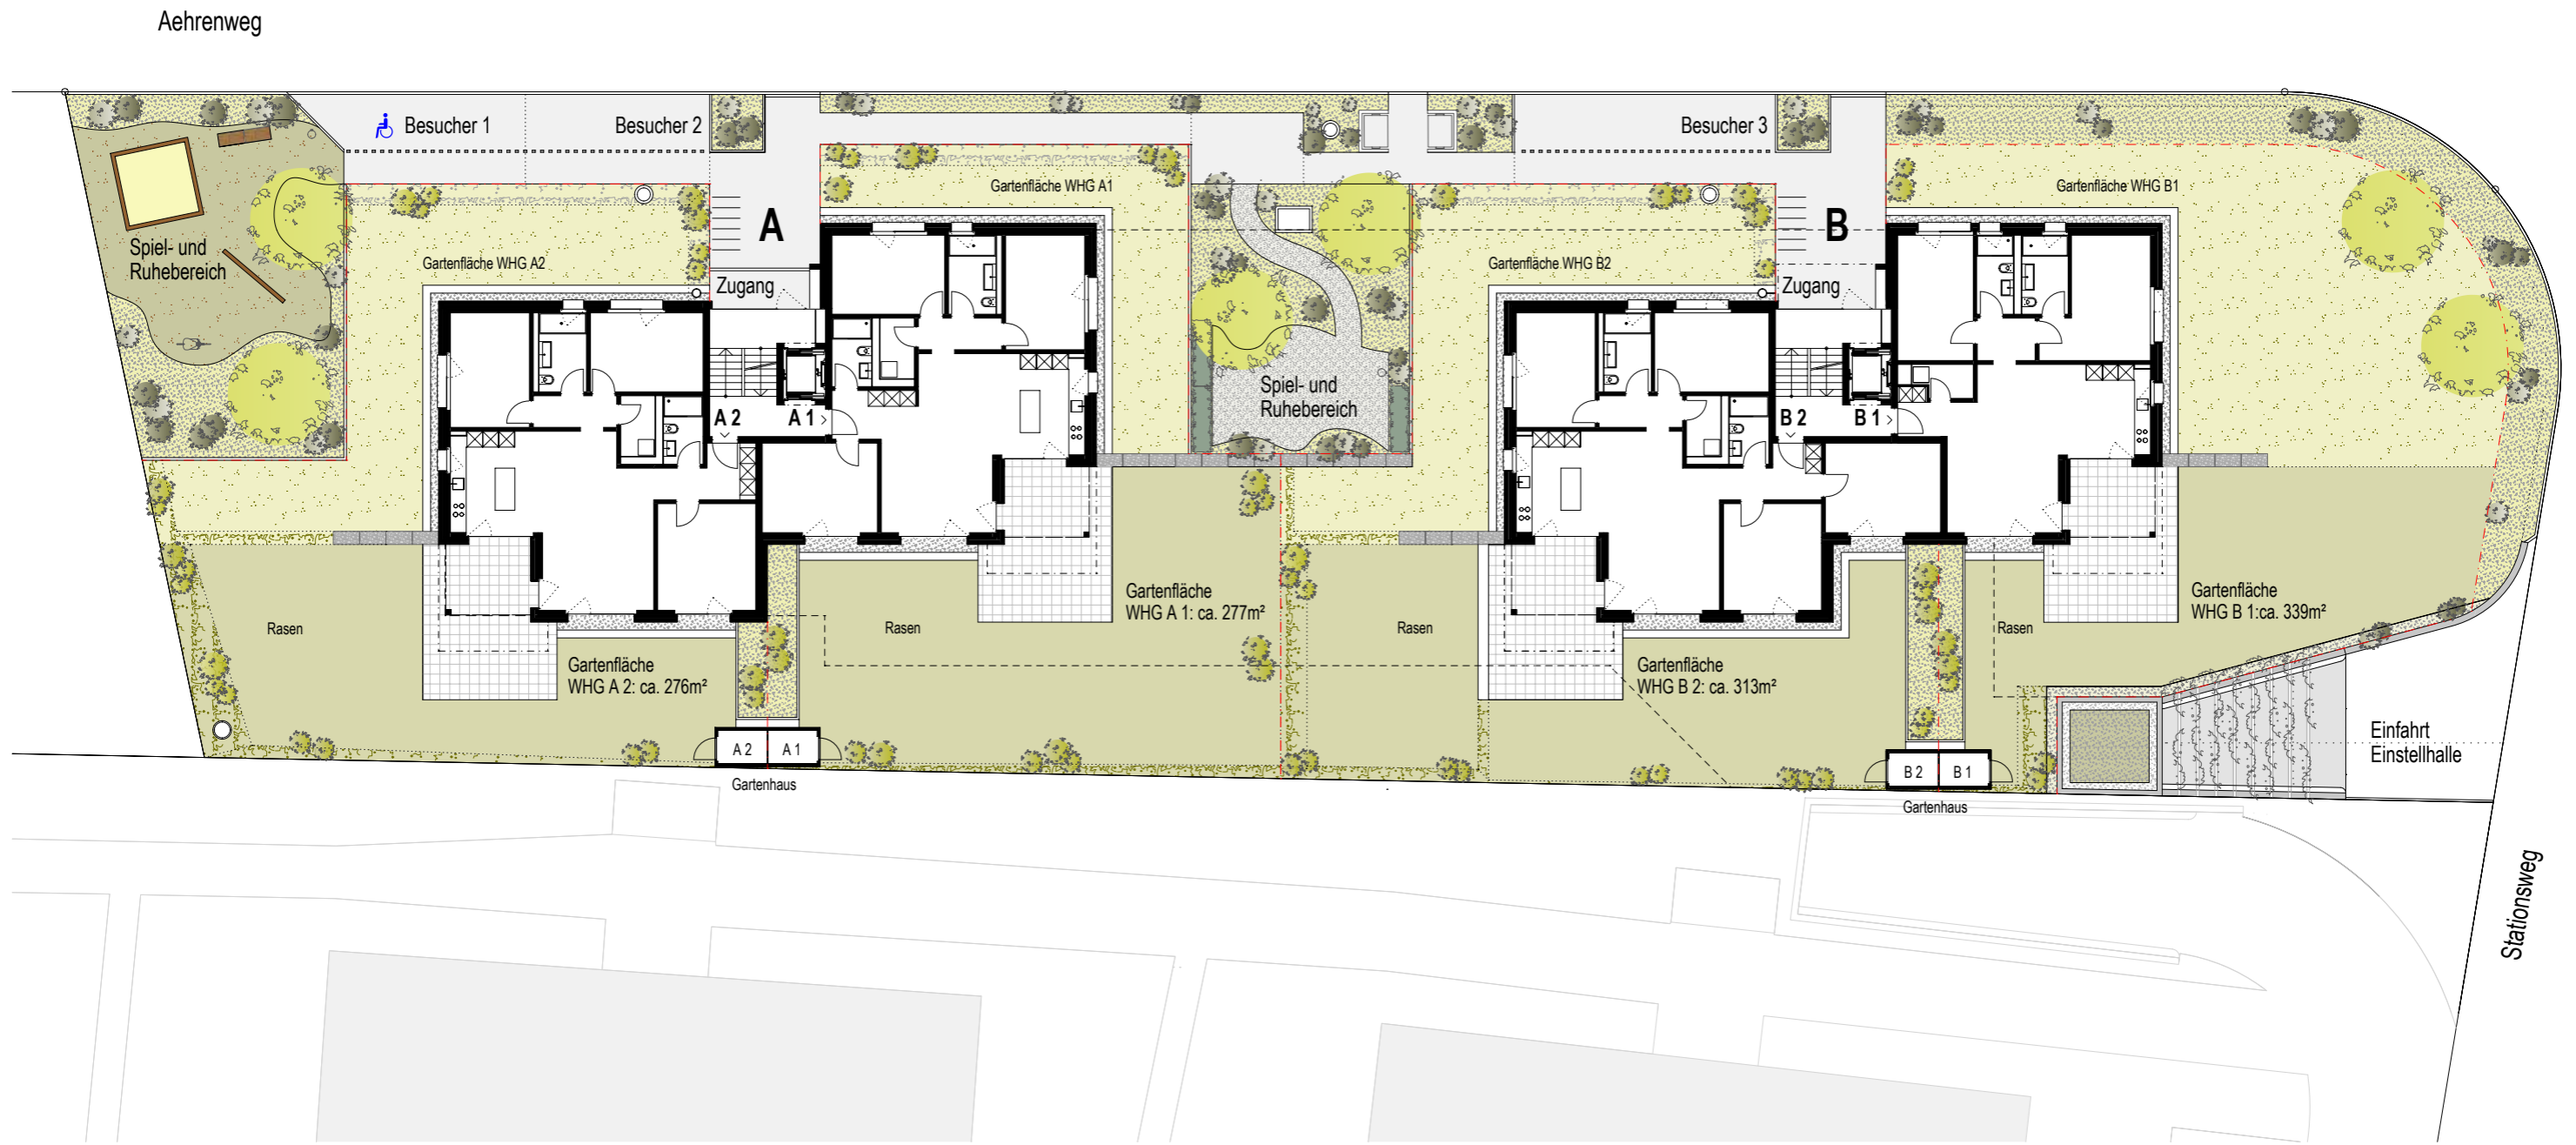 Aehrenweg
Besucher 1
Besucher 2
Besucher 3
Gartenfläche WHG A1
Gartenfläche WHG B1
A
B
Spiel- und
Ruhebereich
Gartenfläche WHG A2
Gartenfläche WHG B2
Zugang
Zugang
Spiel- und
Ruhebereich
A 2
A 1
B 2
B 1
Gartenfläche
WHG A 1: ca. 277m²
Gartenfläche
WHG B 1:ca. 339m²
Rasen
Rasen
Rasen
Rasen
Gartenfläche
WHG A 2: ca. 276m²
Gartenfläche
WHG B 2: ca. 313m²
Einfahrt
Einstellhalle
A 2
A 1
B 2
B 1
Gartenhaus
Gartenhaus
Stationsweg